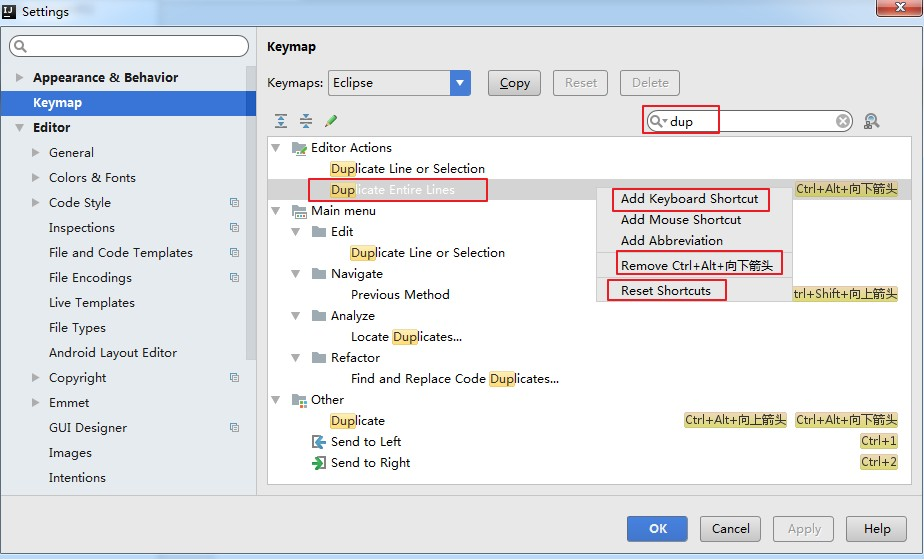 Settings
Appearance & Behavior
Keymap
Editor
General
Colors & Fonts
Code Style
Inspections
File and Code Templates
File Encodings
Live Templates
File Types
Android Layout Editor
Copyright
Emmet
GUI Designer
Images
Intentions
Keymap
Keymaps: Eclipse Copy Reset Delete
dup
Editor Actions
Duplicate Line or Selection
Duplicate Entire Lines Ctrl+Alt+向下箭头
Main menu
Edit
Duplicate Line or Selection
Navigate
Previous Method trl+Shift+向上箭头
Analyze
Locate Duplicates...
Refactor
Find and Replace Code Duplicates...
Other
Duplicate Ctrl+Alt+向上箭头 Ctrl+Alt+向下箭头
Send to Left Ctrl+1
Send to Right Ctrl+2
Add Keyboard Shortcut
Add Mouse Shortcut
Add Abbreviation
Remove Ctrl+Alt+向下箭头
Reset Shortcuts
OK Cancel Apply Help